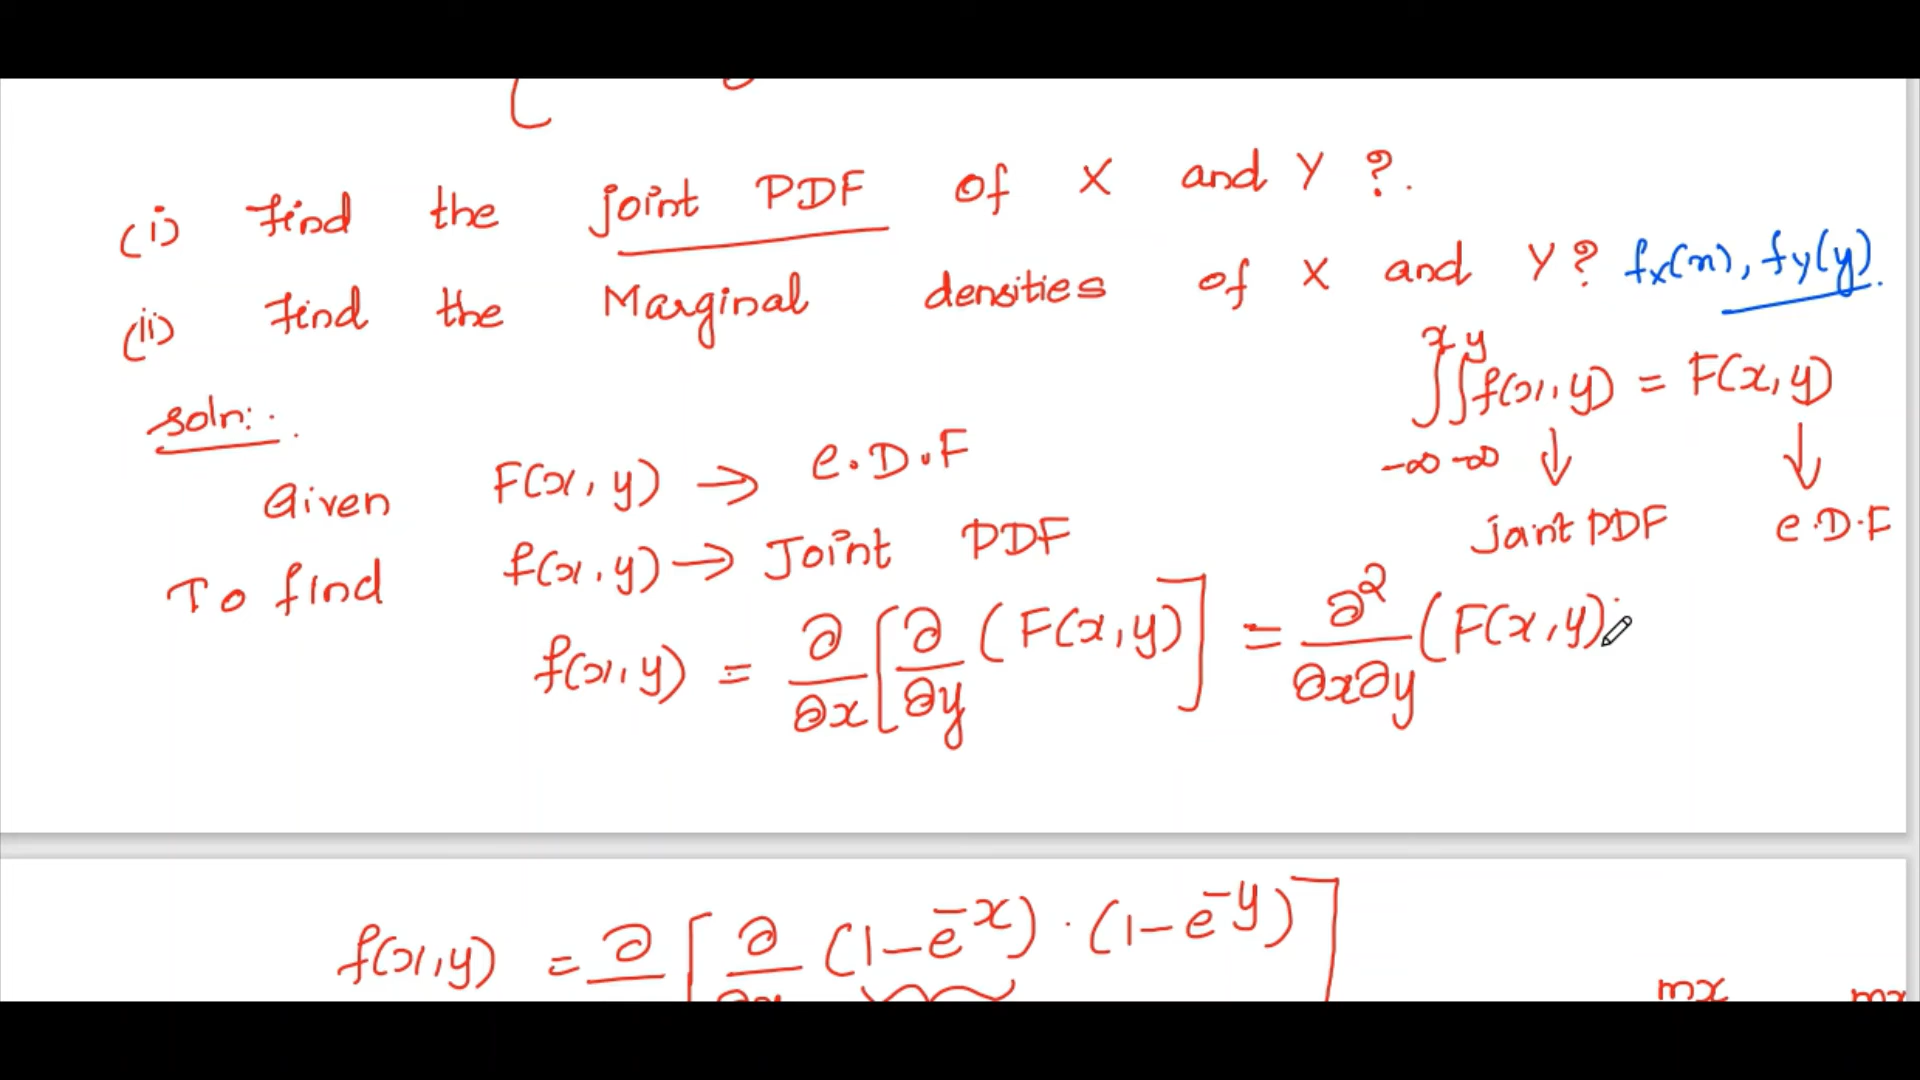 (i) Find the joint PDF of X and Y ?.
(ii) Find the Marginal densities of X and Y? fx(x), fy(y).
soln:.
∫∫f(x,y) = F(x,y)
x y
-∞ -∞
Given F(x,y) → C.D.F
joint PDF C.D.F
To find f(x,y) → Joint PDF
f(x,y) = ∂/∂x [∂/∂y (F(x,y)] = ∂²/∂x∂y (F(x,y)
f(x,y) = ∂ [∂ (1-e^-x) · (1-e^-y)]
mx